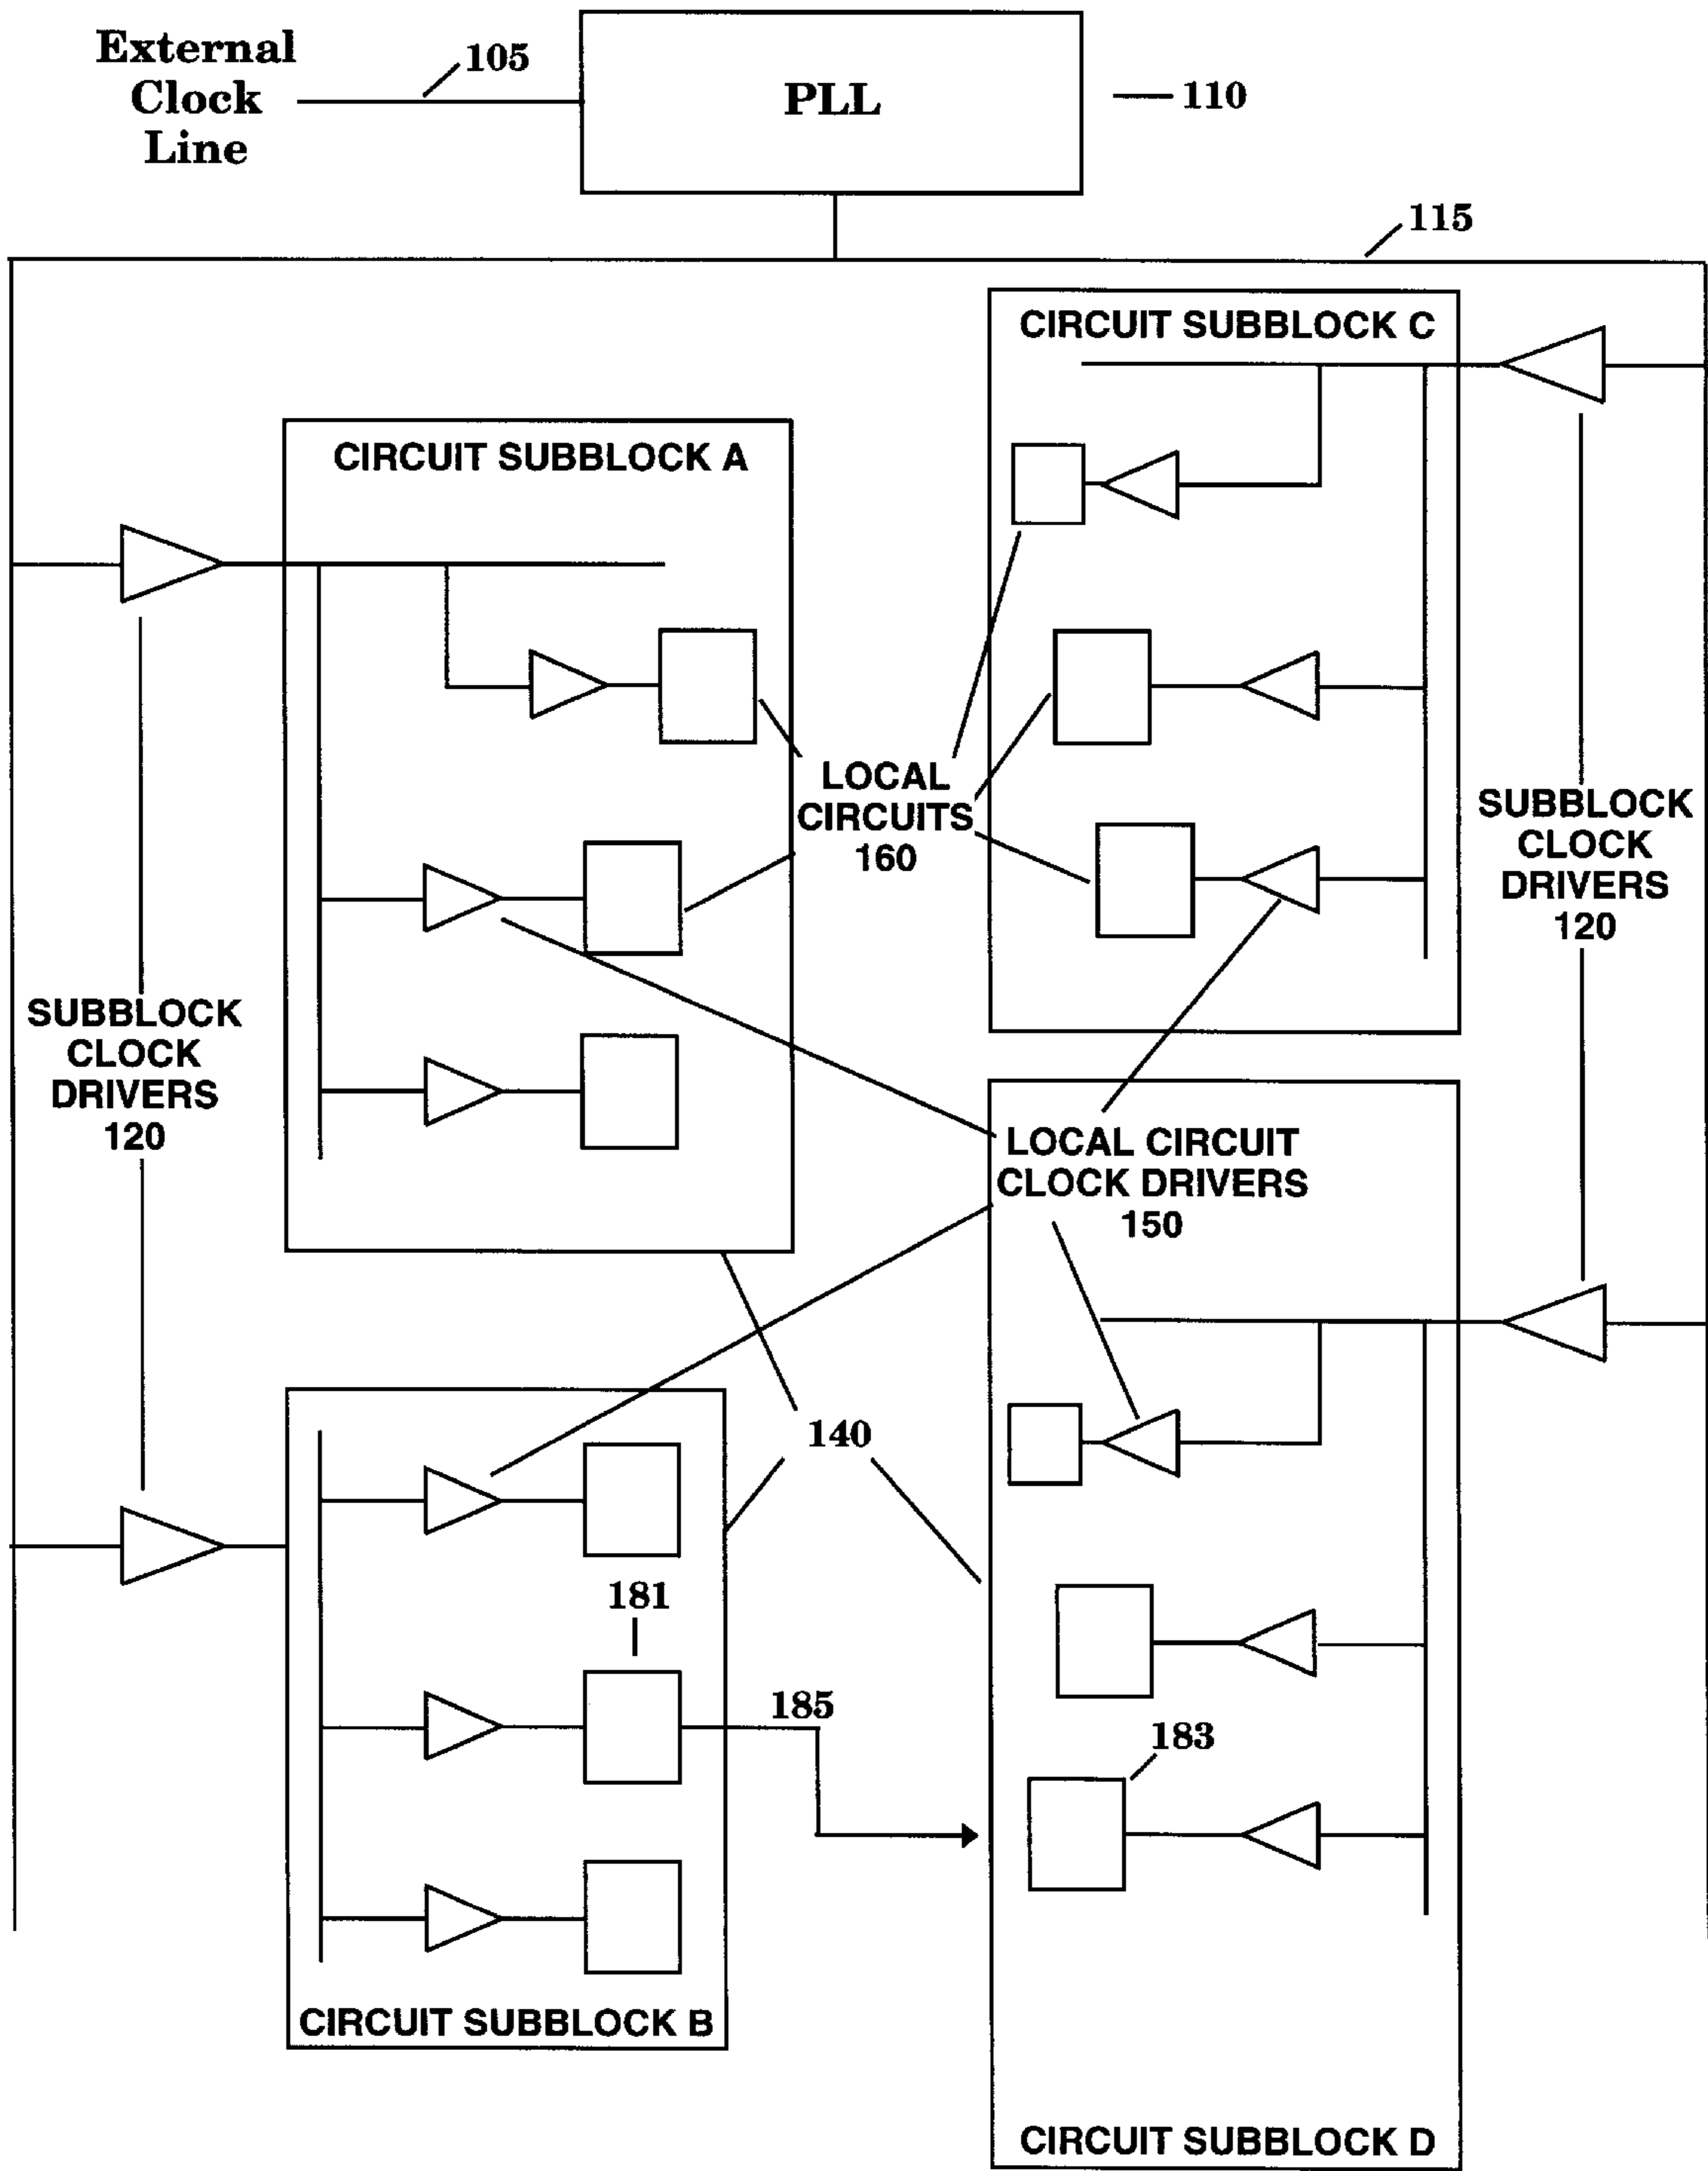 External
Clock
Line
105
PLL
110
115
CIRCUIT SUBBLOCK C
CIRCUIT SUBBLOCK A
LOCAL
CIRCUITS
160
SUBBLOCK
CLOCK
DRIVERS
120
SUBBLOCK
CLOCK
DRIVERS
120
LOCAL CIRCUIT
CLOCK DRIVERS
150
140
181
185
183
CIRCUIT SUBBLOCK B
CIRCUIT SUBBLOCK D